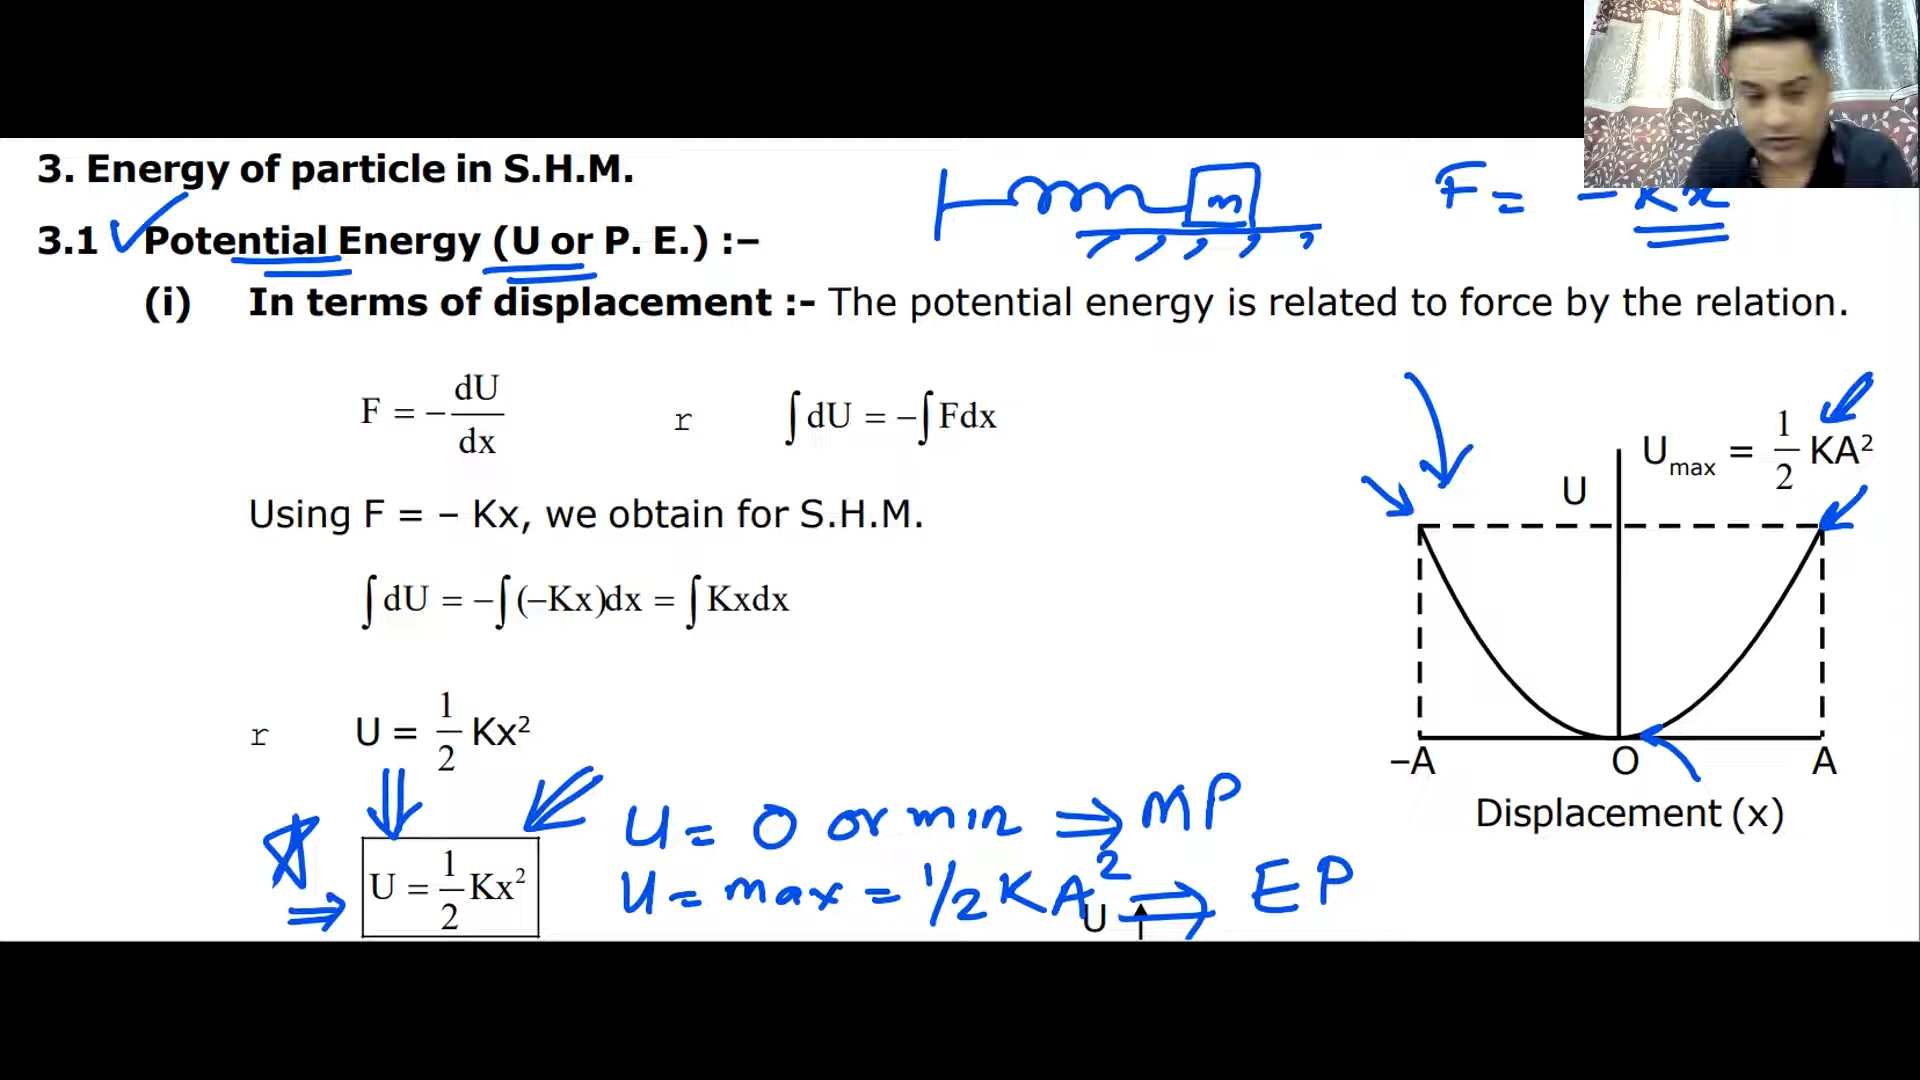 3. Energy of particle in S.H.M.
m
F = -Kx
3.1 Potential Energy (U or P. E.) :–
(i) In terms of displacement :- The potential energy is related to force by the relation.
F = – dU/dx r ∫dU = –∫Fdx
Using F = – Kx, we obtain for S.H.M.
∫dU = –∫(–Kx)dx = ∫Kxdx
r U = 1/2 Kx²
U = 1/2 Kx²
U = 0 or min ⇒ MP
U = max = 1/2 KA² ⇒ EP
U
Umax = 1/2 KA²
U
–A O A
Displacement (x)